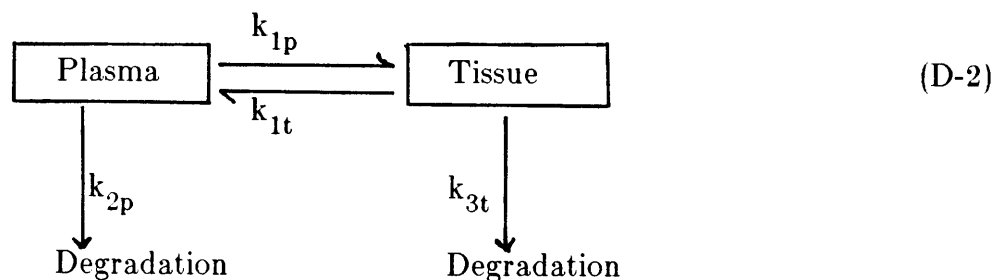 k1p
Plasma
Tissue
(D-2)
k1t
k2p
k3t
Degradation
Degradation